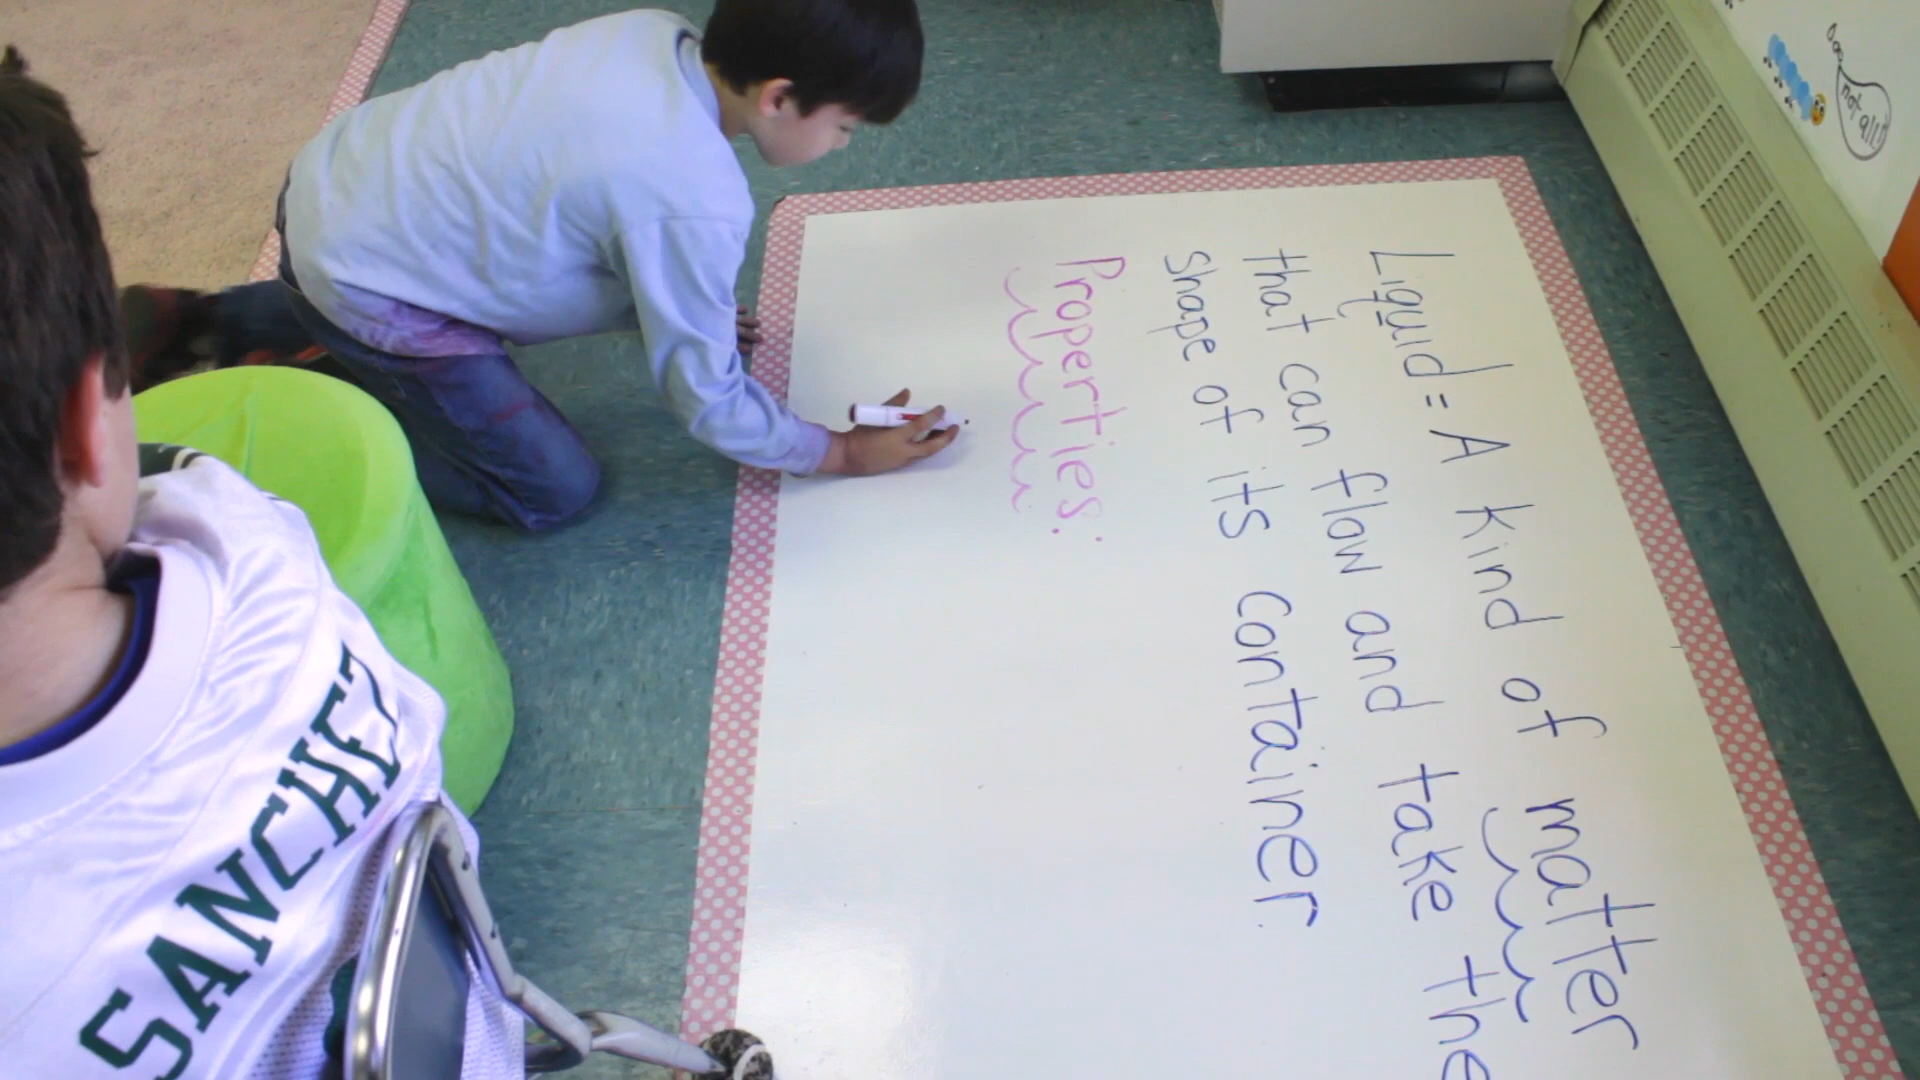 Liquid = A kind of matter
that can flow and take the
shape of its container
Properties:
SANCHEZ